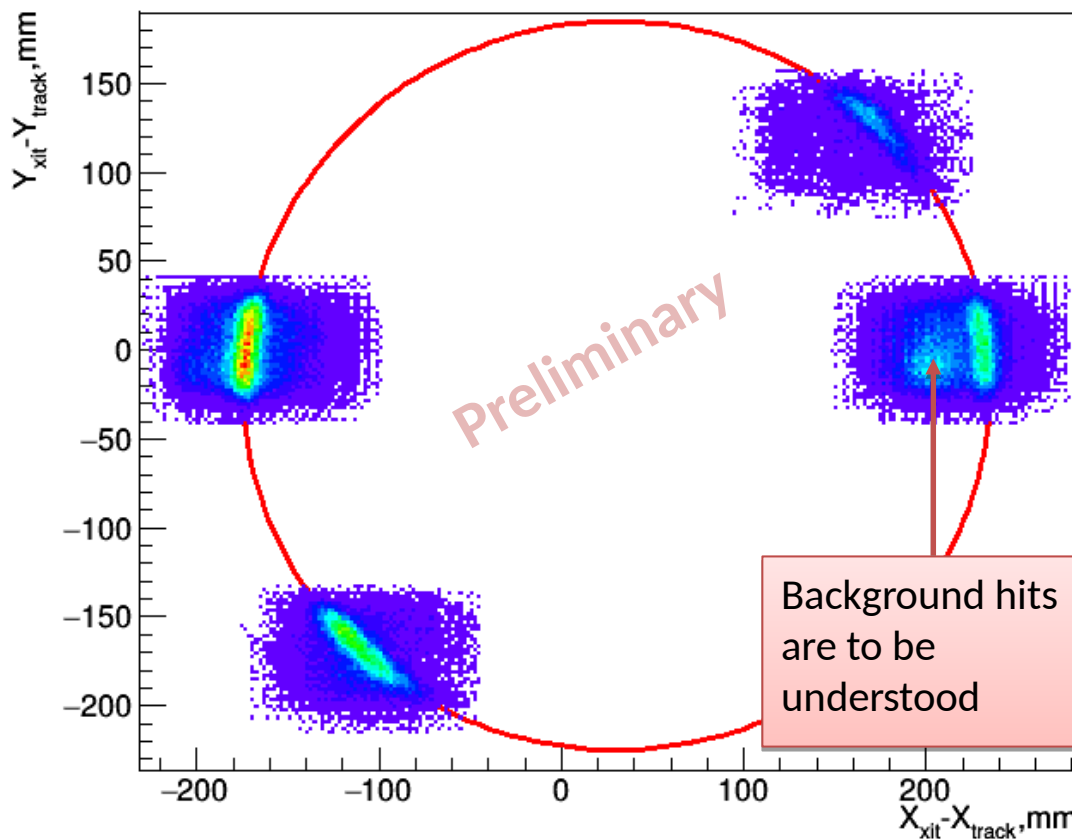 Y_xit-Y_track,mm
150
100
50
0
−50
−100
−150
−200
Preliminary
Background hits
are to be
understood
−200 −100 0 100 200
X_xit-X_track,mm